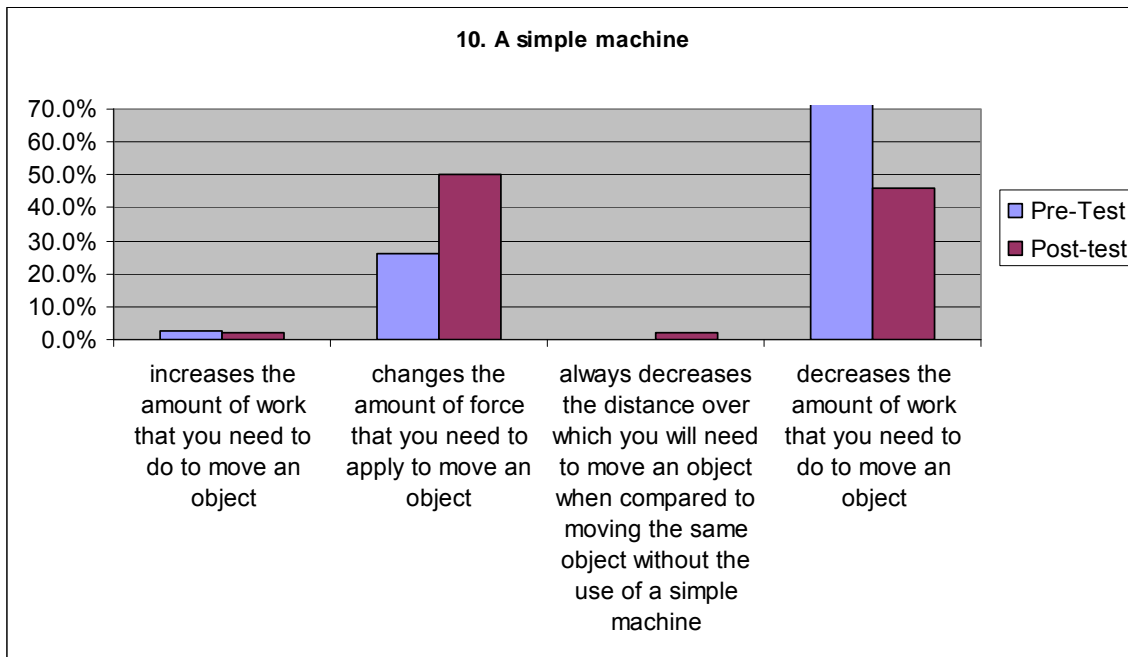 10. A simple machine
70.0%
60.0%
50.0%
40.0%
30.0%
20.0%
10.0%
0.0%
increases the
amount of work
that you need to
do to move an
object
changes the
amount of force
that you need to
apply to move an
object
always decreases
the distance over
which you will need
to move an object
when compared to
moving the same
object without the
use of a simple
machine
decreases the
amount of work
that you need to
do to move an
object
Pre-Test
Post-test